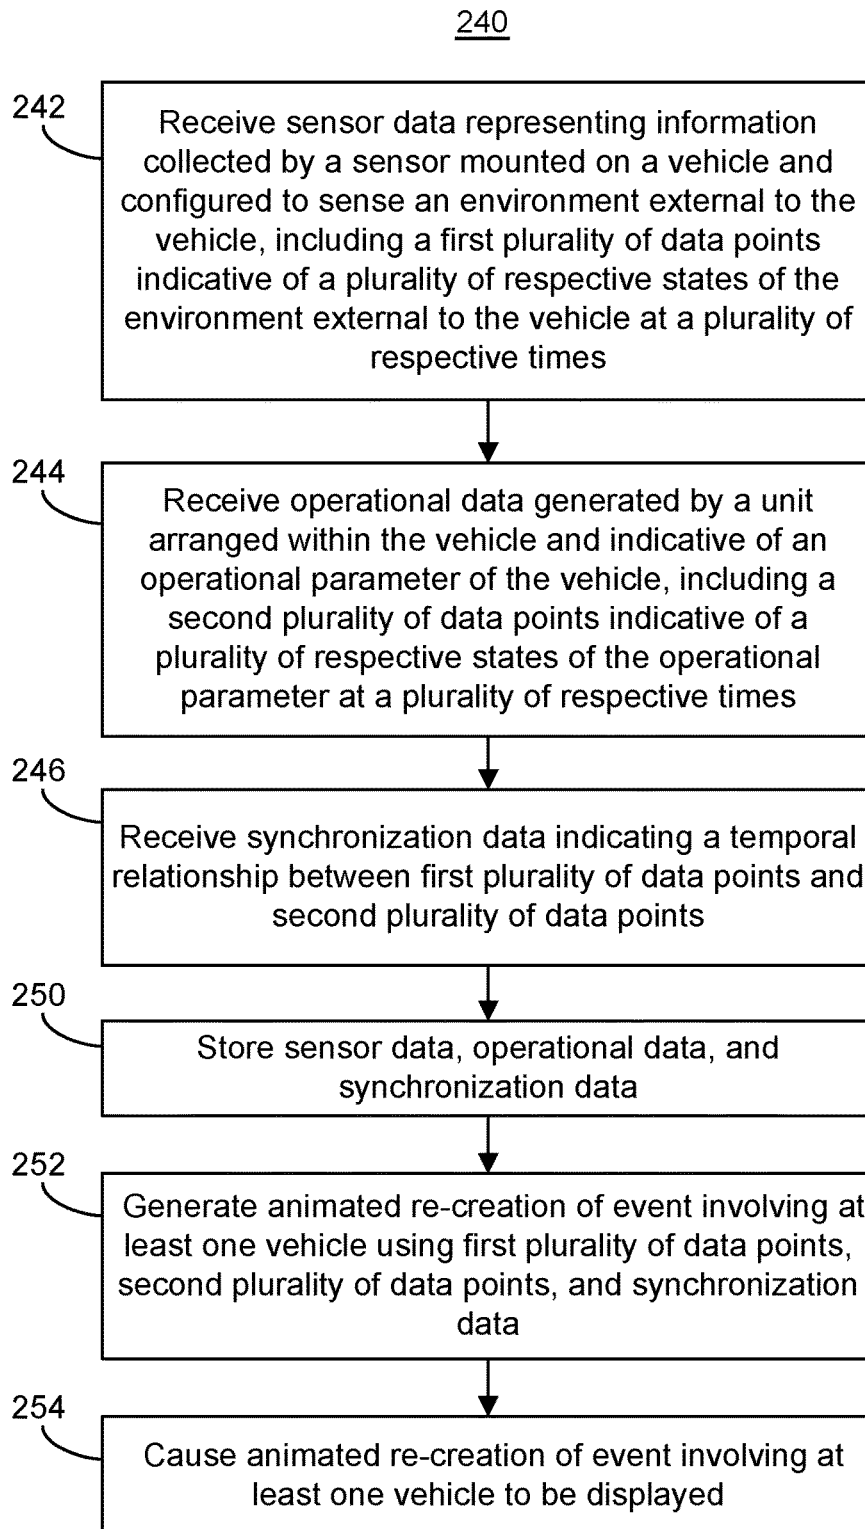 240
242
Receive sensor data representing information
collected by a sensor mounted on a vehicle and
configured to sense an environment external to the
vehicle, including a first plurality of data points
indicative of a plurality of respective states of the
environment external to the vehicle at a plurality of
respective times
244
Receive operational data generated by a unit
arranged within the vehicle and indicative of an
operational parameter of the vehicle, including a
second plurality of data points indicative of a
plurality of respective states of the operational
parameter at a plurality of respective times
246
Receive synchronization data indicating a temporal
relationship between first plurality of data points and
second plurality of data points
250
Store sensor data, operational data, and
synchronization data
252
Generate animated re-creation of event involving at
least one vehicle using first plurality of data points,
second plurality of data points, and synchronization
data
254
Cause animated re-creation of event involving at
least one vehicle to be displayed